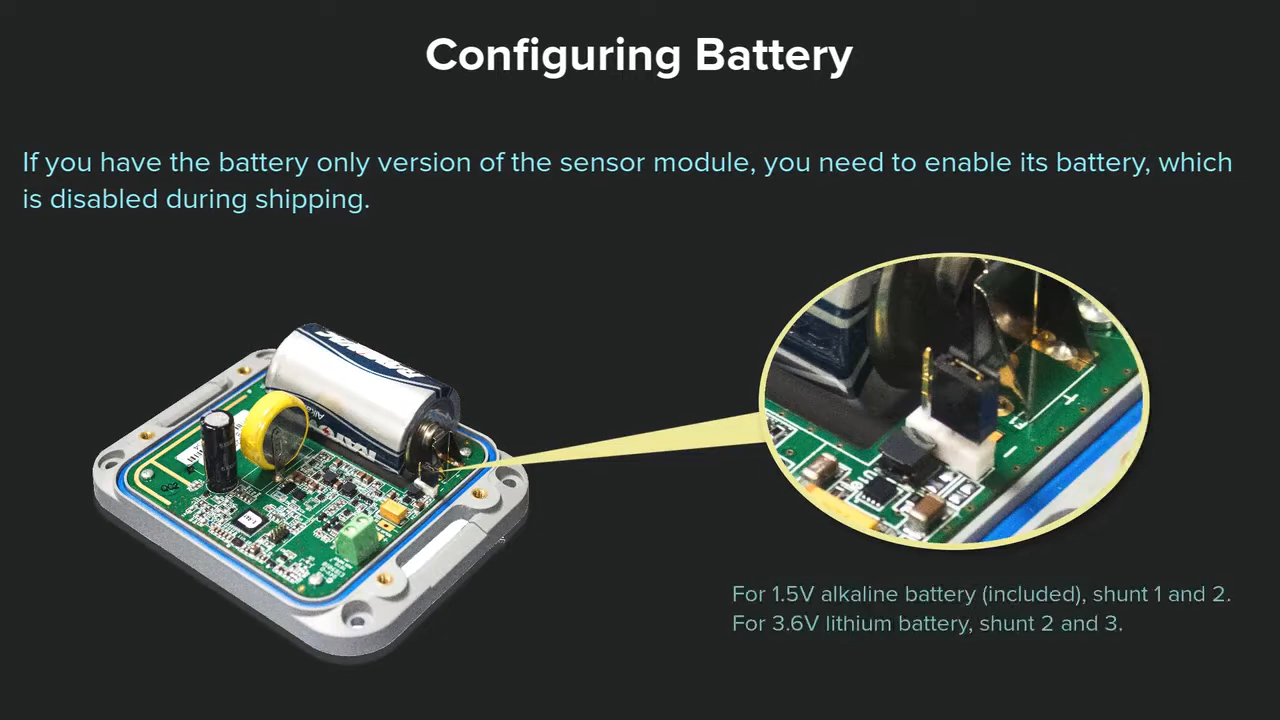 Configuring Battery
If you have the battery only version of the sensor module, you need to enable its battery, which
is disabled during shipping.
For 1.5V alkaline battery (included), shunt 1 and 2.
For 3.6V lithium battery, shunt 2 and 3.